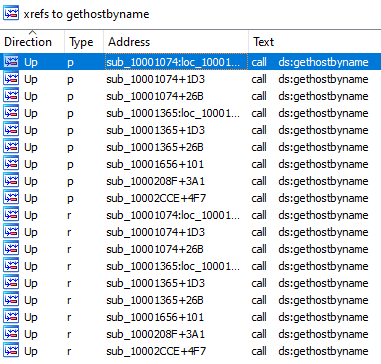 xrefs to gethostbyname
Direction Type Address Text
Up p sub_10001074:loc_10001... call ds:gethostbyname
Up p sub_10001074+1D3 call ds:gethostbyname
Up p sub_10001074+26B call ds:gethostbyname
Up p sub_10001365:loc_10001... call ds:gethostbyname
Up p sub_10001365+1D3 call ds:gethostbyname
Up p sub_10001365+26B call ds:gethostbyname
Up p sub_10001656+101 call ds:gethostbyname
Up p sub_1000208F+3A1 call ds:gethostbyname
Up p sub_10002CCE+4F7 call ds:gethostbyname
Up r sub_10001074:loc_10001... call ds:gethostbyname
Up r sub_10001074+1D3 call ds:gethostbyname
Up r sub_10001074+26B call ds:gethostbyname
Up r sub_10001365:loc_10001... call ds:gethostbyname
Up r sub_10001365+1D3 call ds:gethostbyname
Up r sub_10001365+26B call ds:gethostbyname
Up r sub_10001656+101 call ds:gethostbyname
Up r sub_1000208F+3A1 call ds:gethostbyname
Up r sub_10002CCE+4F7 call ds:gethostbyname